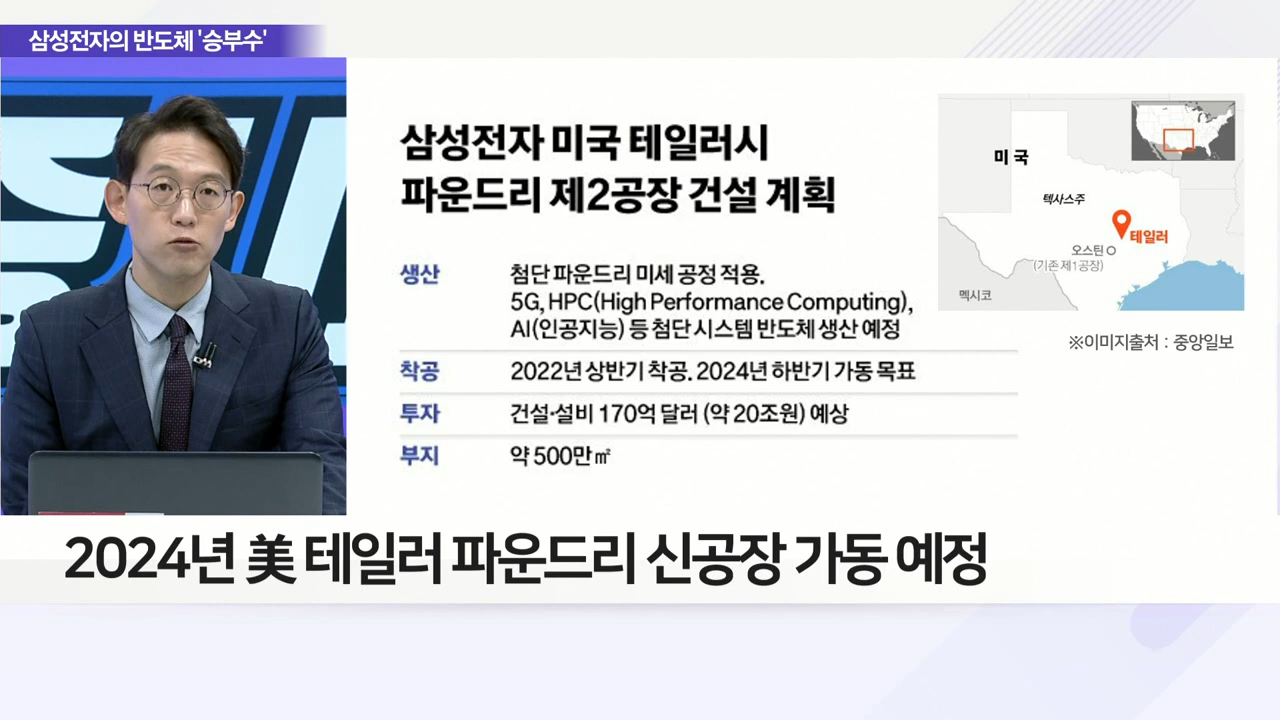 삼성전자의 반도체 '승부수'
삼성전자 미국 테일러시
파운드리 제2공장 건설 계획
생산 첨단 파운드리 미세 공정 적용.
5G, HPC(High Performance Computing),
AI(인공지능) 등 첨단 시스템 반도체 생산 예정
착공 2022년 상반기 착공. 2024년 하반기 가동 목표
투자 건설·설비 170억 달러 (약 20조원) 예상
부지 약 500만㎡
미국
텍사스주
테일러
오스틴
(기존 제1공장)
멕시코
※이미지출처 : 중앙일보
2024년 美 테일러 파운드리 신공장 가동 예정